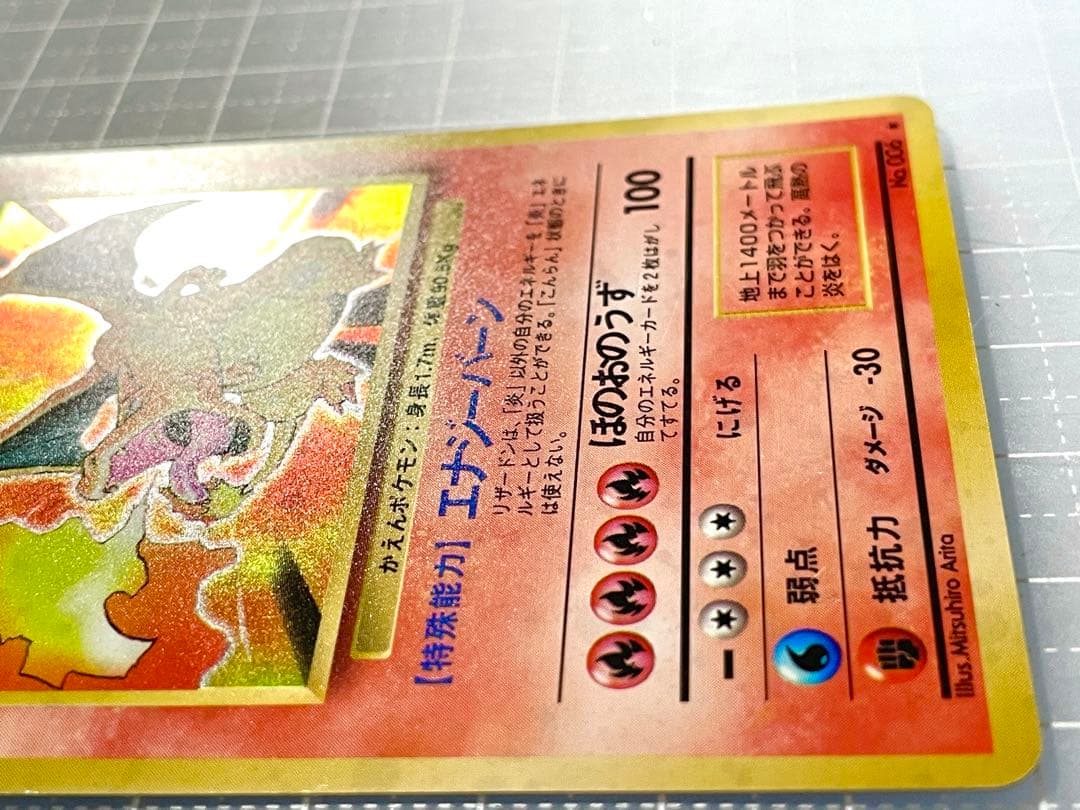 かえんポケモン：身長1.7m, 体重90.5Kg
【特殊能力】エナジーバーン
リザードンは、「炎」以外の自分のエネルギーを「炎」エネ
ルギーとして扱うことができる。「こんらん」状態のときに
は使えない。
ほのおのうず 100
自分のエネルギーカードを2枚はがし
てすてる。
ー にげる
弱点
抵抗力 ダメージ -30
地上1400メートル
まで羽をつかって飛ぶ
ことができる。高熱の
炎をはく。
Illus.Mitsuhiro Arita No.006 ★